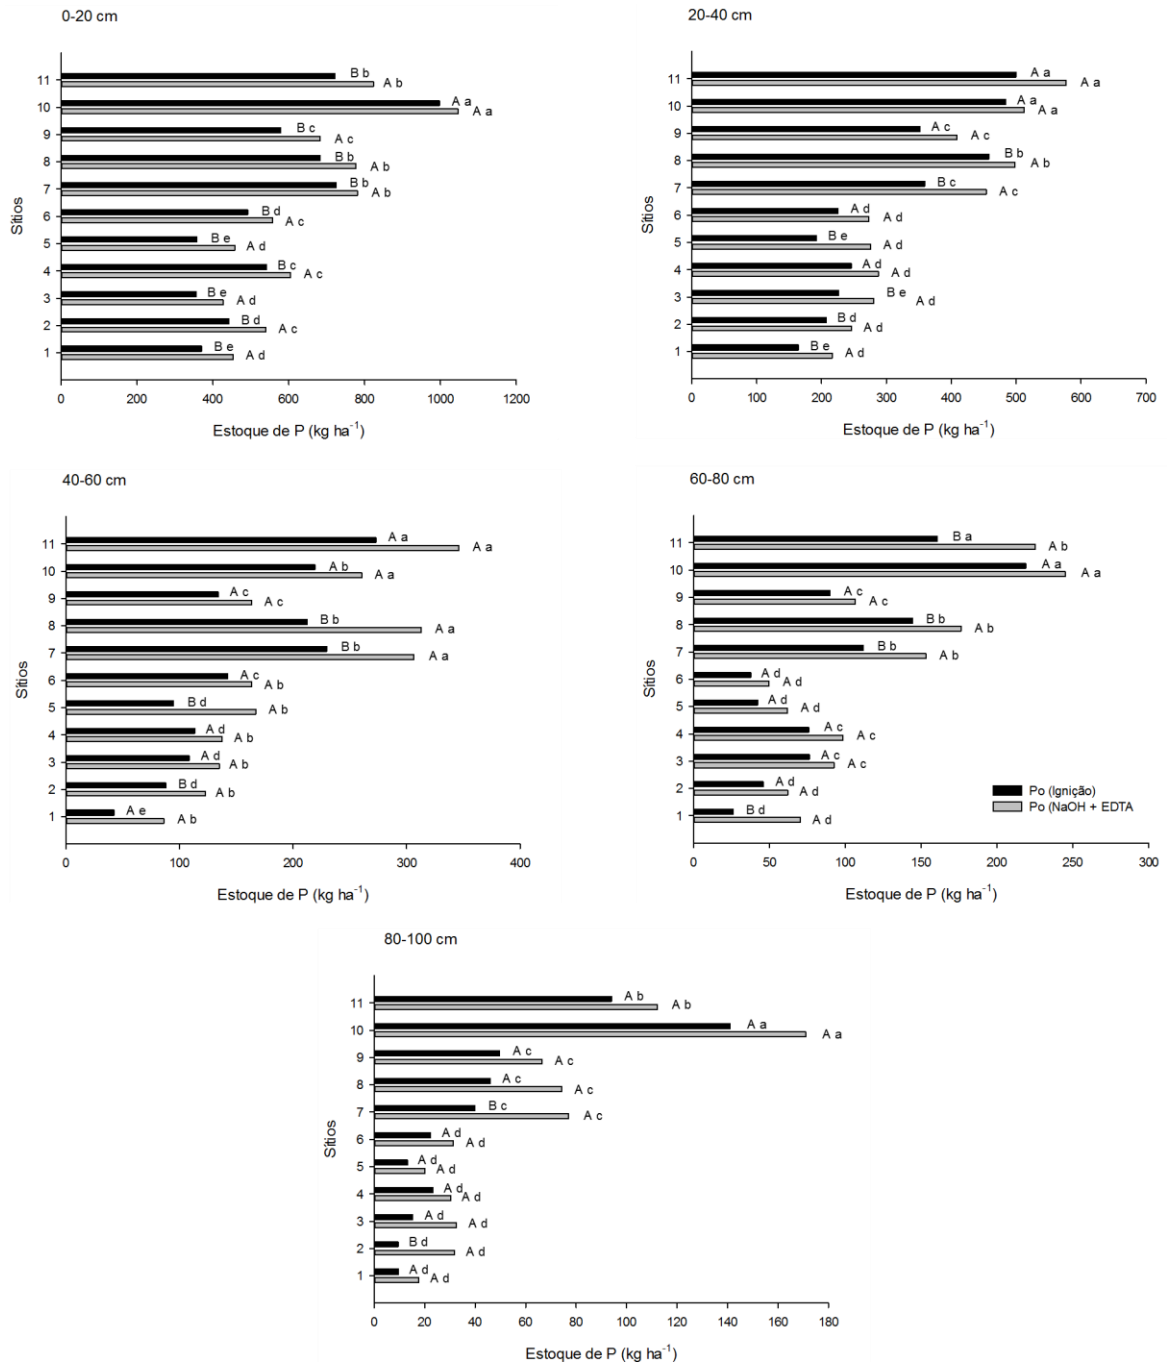 0-20 cm
11
B b
A b
10
A a
A a
9
B c
A c
8
B b
A b
7
B b
A b
6
B d
A c
5
B e
A d
4
B c
A c
3
B e
A d
2
B d
A c
1
B e
A d
Sítios
0 200 400 600 800 1000 1200
Estoque de P (kg ha-1)
20-40 cm
11
A a
A a
10
A a
A a
9
A c
A c
8
B b
A b
7
B c
A c
6
A d
A d
5
B e
A d
4
A d
A d
3
B e
A d
2
B d
A d
1
B e
A d
Sítios
0 100 200 300 400 500 600 700
Estoque de P (kg ha-1)
40-60 cm
11
A a
A a
10
A b
A a
9
A c
A c
8
B b
A a
7
B b
A a
6
A c
A b
5
B d
A b
4
A d
A b
3
A d
A b
2
B d
A b
1
A e
A b
Sítios
0 100 200 300 400
Estoque de P (kg ha-1)
60-80 cm
11
B a
A b
10
A a
A a
9
A c
A c
8
B b
A b
7
B b
A b
6
A d
A d
5
A d
A d
4
A c
A c
3
A c
A c
2
A d
A d
1
B d
A d
Sítios
Po (Ignição)
Po (NaOH + EDTA
0 50 100 150 200 250 300
Estoque de P (kg ha-1)
80-100 cm
11
A b
A b
10
A a
A a
9
A c
A c
8
A c
A c
7
B c
A c
6
A d
A d
5
A d
A d
4
A d
A d
3
A d
A d
2
B d
A d
1
A d
A d
Sítios
0 20 40 60 80 100 120 140 160 180
Estoque de P (kg ha-1)